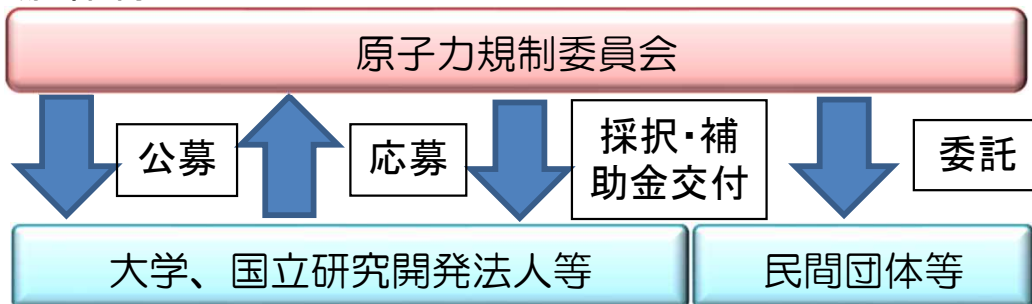 原子力規制委員会
公募
応募
採択・補
助金交付
委託
大学、国立研究開発法人等
民間団体等